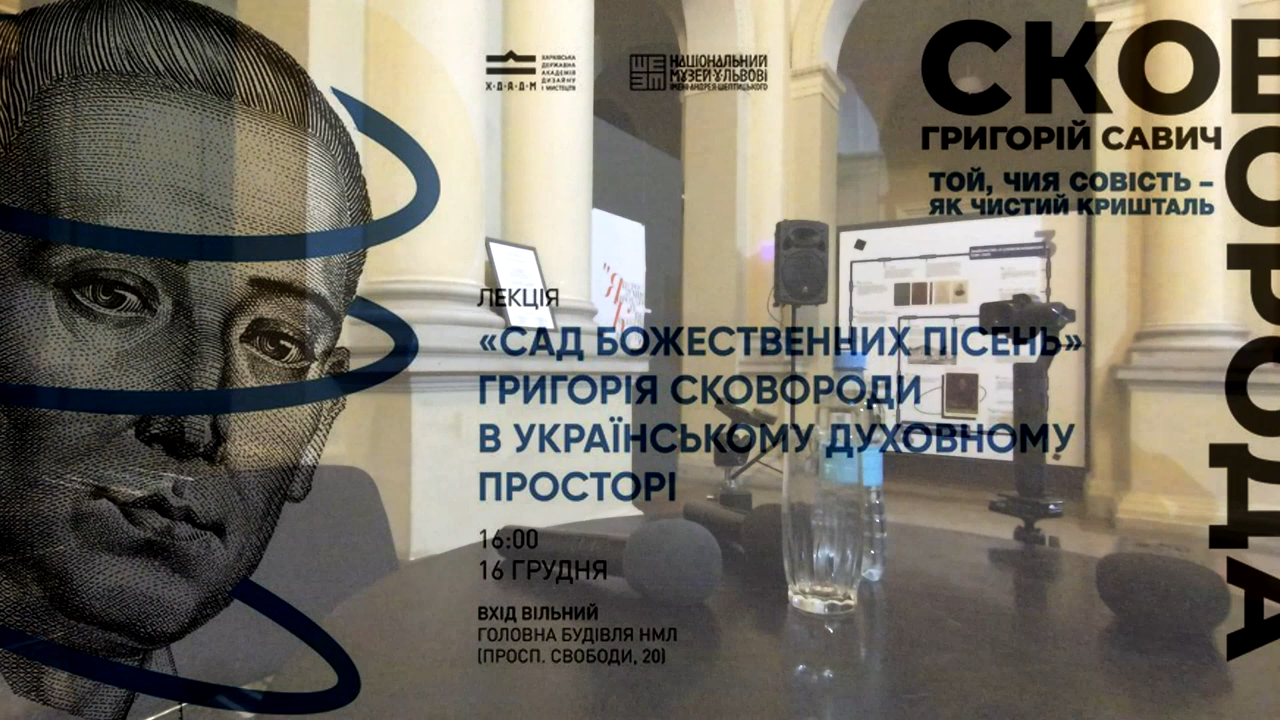 ХАРКІВСЬКА
ДЕРЖАВНА
АКАДЕМІЯ
ДИЗАЙНУ
І МИСТЕЦТВ
Х·Д·А·Д·М
НАЦІОНАЛЬНИЙ
МУЗЕЙ У ЛЬВОВІ
ІМЕНІ АНДРЕЯ ШЕПТИЦЬКОГО
СКОВОРОДА
ГРИГОРІЙ САВИЧ
ТОЙ, ЧИЯ СОВІСТЬ –
ЯК ЧИСТИЙ КРИШТАЛЬ
ЛЕКЦІЯ
«САД БОЖЕСТВЕННИХ ПІСЕНЬ»
ГРИГОРІЯ СКОВОРОДИ
В УКРАЇНСЬКОМУ ДУХОВНОМУ
ПРОСТОРІ
16:00
16 ГРУДНЯ
ВХІД ВІЛЬНИЙ
ГОЛОВНА БУДІВЛЯ НМЛ
(ПРОСП. СВОБОДИ, 20)